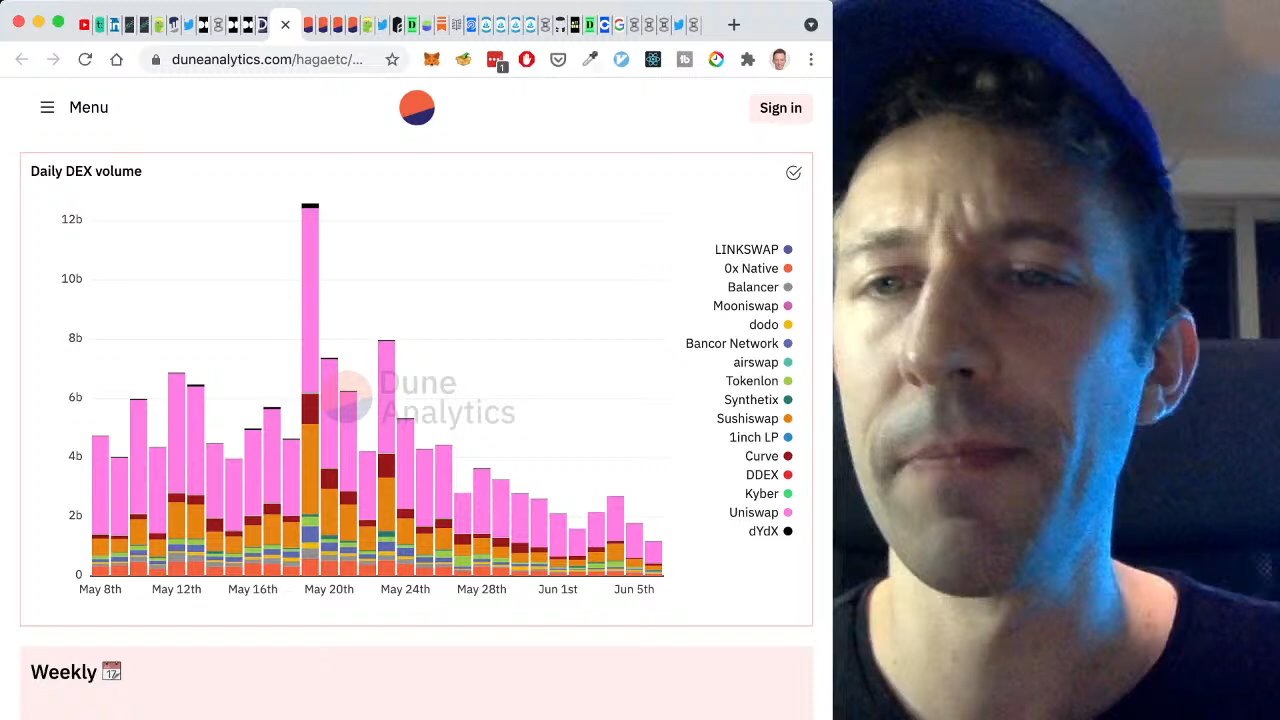 duneanalytics.com/hagaetc/...
1
Menu
Sign in
Daily DEX volume
12b
10b
8b
6b
4b
2b
0
May 8th
May 12th
May 16th
May 20th
May 24th
May 28th
Jun 1st
Jun 5th
Dune
Analytics
LINKSWAP
0x Native
Balancer
Mooniswap
dodo
Bancor Network
airswap
Tokenlon
Synthetix
Sushiswap
1inch LP
Curve
DDEX
Kyber
Uniswap
dYdX
Weekly